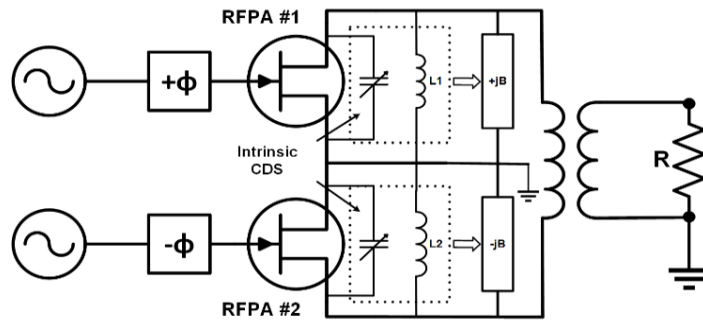 RFPA #1
+Φ
L1
+jB
Intrinsic
CDS
R
-Φ
L2
-jB
RFPA #2